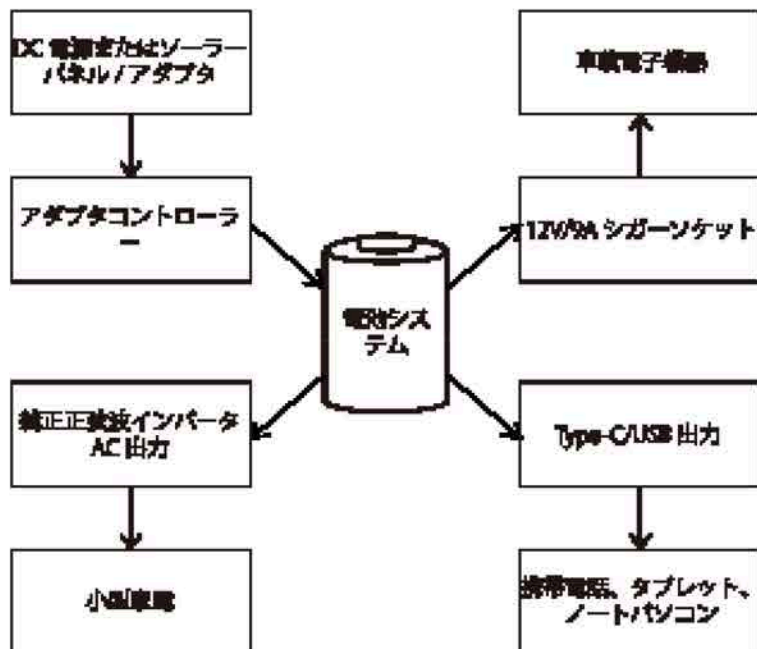 DC 電源またはソーラー
パネル / アダプタ
車載電子機器
アダプタコントローラ
ー
12V/9A シガーソケット
電池シス
テム
純正正弦波インバータ
AC 出力
Type-C/USB 出力
小型家電
携帯電話、タブレット、
ノートパソコン